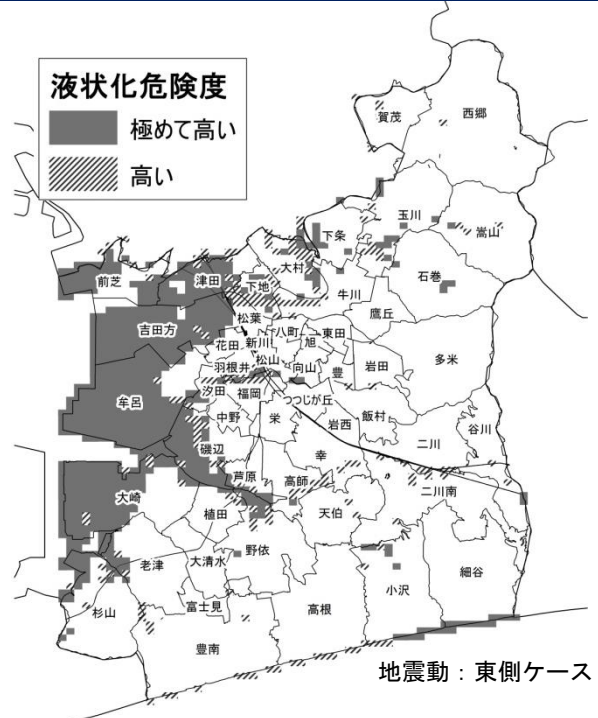 液状化危険度
極めて高い
高い
賀茂
西郷
玉川
嵩山
下条
大村
石巻
前芝
津田
下地
牛川
鷹丘
吉田方
松葉
八町
東田
花田
新川
旭
松山
羽根井
向山
豊
岩田
多米
牟呂
汐田
福岡
つつじが丘
中野
栄
岩西
飯村
二川
谷川
磯辺
幸
芦原
高師
二川南
大崎
植田
天伯
老津
大清水
野依
細谷
小沢
杉山
富士見
高根
豊南
地震動：東側ケース